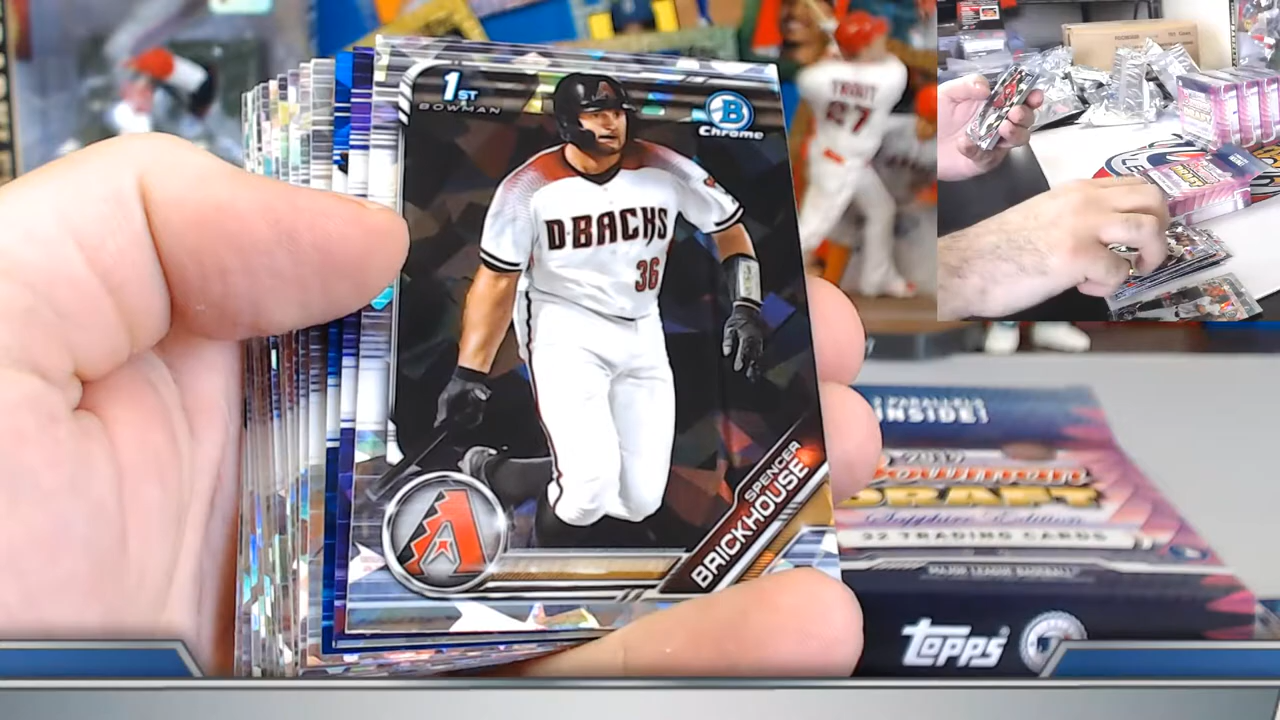 1ST
BOWMAN
B
Chrome
D·BACKS
36
SPENCER
BRICKHOUSE
TROUT
27
INSIDE!
2019
BOWMAN
DRAFT
Sapphire Edition
32 TRADING CARDS
MAJOR LEAGUE BASEBALL
topps